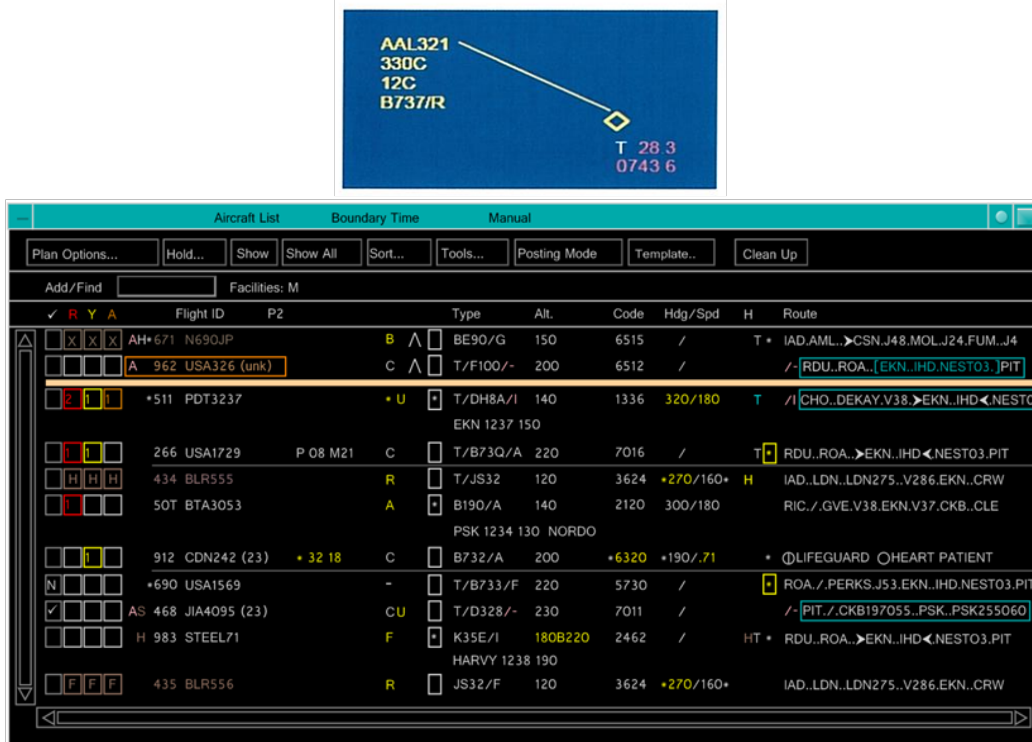 AAL321
330C
12C
B737/R
T 28 3
0743 6
Aircraft List Boundary Time Manual
Plan Options... Hold... Show Show All Sort... Tools... Posting Mode Template.. Clean Up
Add/Find Facilities: M
✓ R Y A Flight ID P2 Type Alt. Code Hdg/Spd H Route
X X X AH* 671 N690JP B Λ BE90/G 150 6515 / T * IAD.AML..➤CSN.J48.MOL.J24.FUM..J4
A 962 USA326 (unk) C Λ T/F100/- 200 6512 / /- RDU..ROA..[EKN..IHD.NESTO3.]PIT
2 1 1 *511 PDT3237 * U * T/DH8A/I 140 1336 320/180 T /I CHO..DEKAY.V38.➤EKN..IHD⮜.NESTO
EKN 1237 150
1 1 266 USA1729 P 08 M21 C T/B73Q/A 220 7016 / T * RDU..ROA..➤EKN..IHD⮜.NESTO3.PIT
H H H 434 BLR555 R T/JS32 120 3624 *270/160* H IAD..LDN..LDN275..V286.EKN..CRW
1 50T BTA3053 A * B190/A 140 2120 300/180 RIC./.GVE.V38.EKN.V37.CKB..CLE
PSK 1234 130 NORDO
1 912 CDN242 (23) * 32 18 C B732/A 200 *6320 *190/.71 * ⦶LIFEGUARD ○HEART PATIENT
N *690 USA1569 - T/B733/F 220 5730 / * ROA./.PERKS.J53.EKN..IHD.NESTO3.PIT
✓ AS 468 JIA4095 (23) CU T/D328/- 230 7011 / /- PIT./.CKB197055..PSK..PSK255060
H 983 STEEL71 F * K35E/I 180B220 2462 / HT * RDU..ROA..➤EKN..IHD⮜.NESTO3.PIT
HARVY 1238 190
F F F 435 BLR556 R JS32/F 120 3624 *270/160* IAD..LDN..LDN275..V286.EKN..CRW